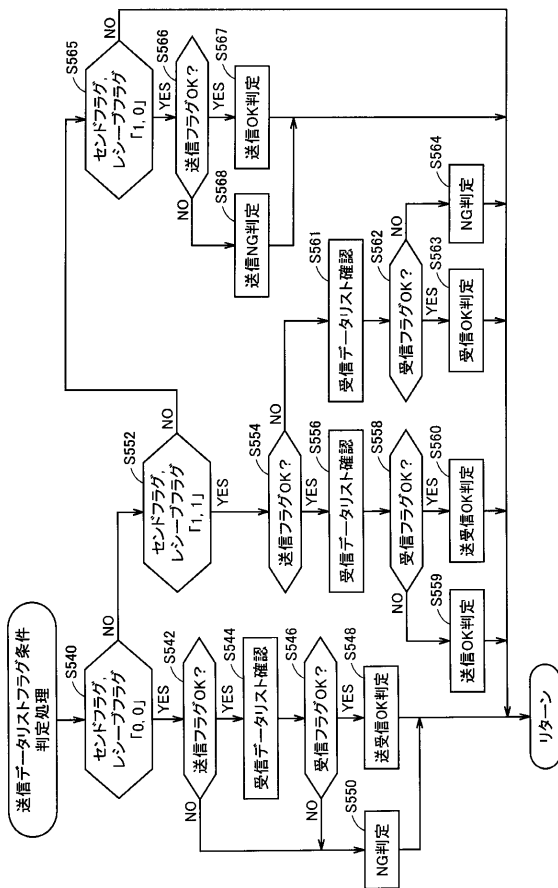 送信データリストフラグ条件
判定処理
S540
センドフラグ,
レシーブフラグ
「0, 0」
NO
YES
S542
送信フラグOK?
NO
YES
S544
受信データリスト確認
S546
受信フラグOK?
NO
YES
S548
送受信OK判定
S550
NG判定
S552
センドフラグ,
レシーブフラグ
「1, 1」
NO
YES
S554
送信フラグOK?
NO
YES
S556
受信データリスト確認
S558
受信フラグOK?
NO
YES
S559
送信OK判定
S560
送受信OK判定
S561
受信データリスト確認
S562
受信フラグOK?
NO
YES
S563
受信OK判定
S564
NG判定
S565
センドフラグ,
レシーブフラグ
「1, 0」
NO
YES
S566
送信フラグOK?
NO
YES
S567
送信OK判定
S568
送信NG判定
リターン